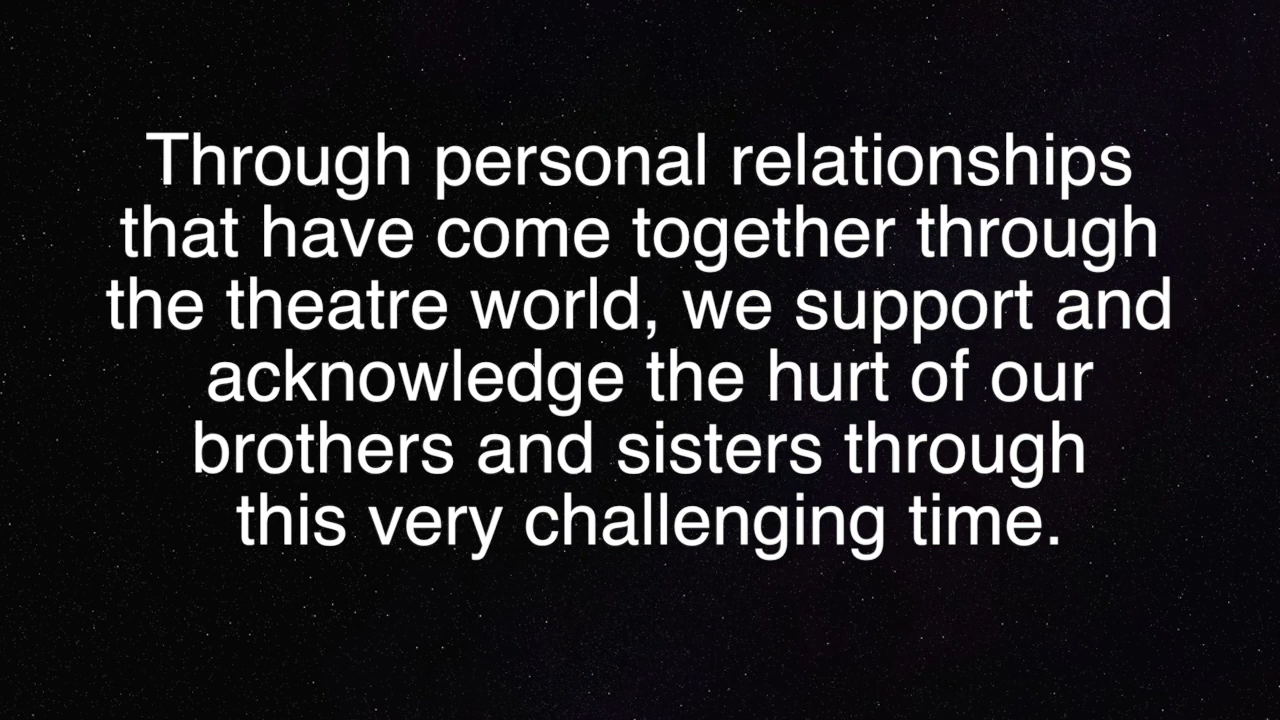 Through personal relationships
that have come together through
the theatre world, we support and
acknowledge the hurt of our
brothers and sisters through
this very challenging time.